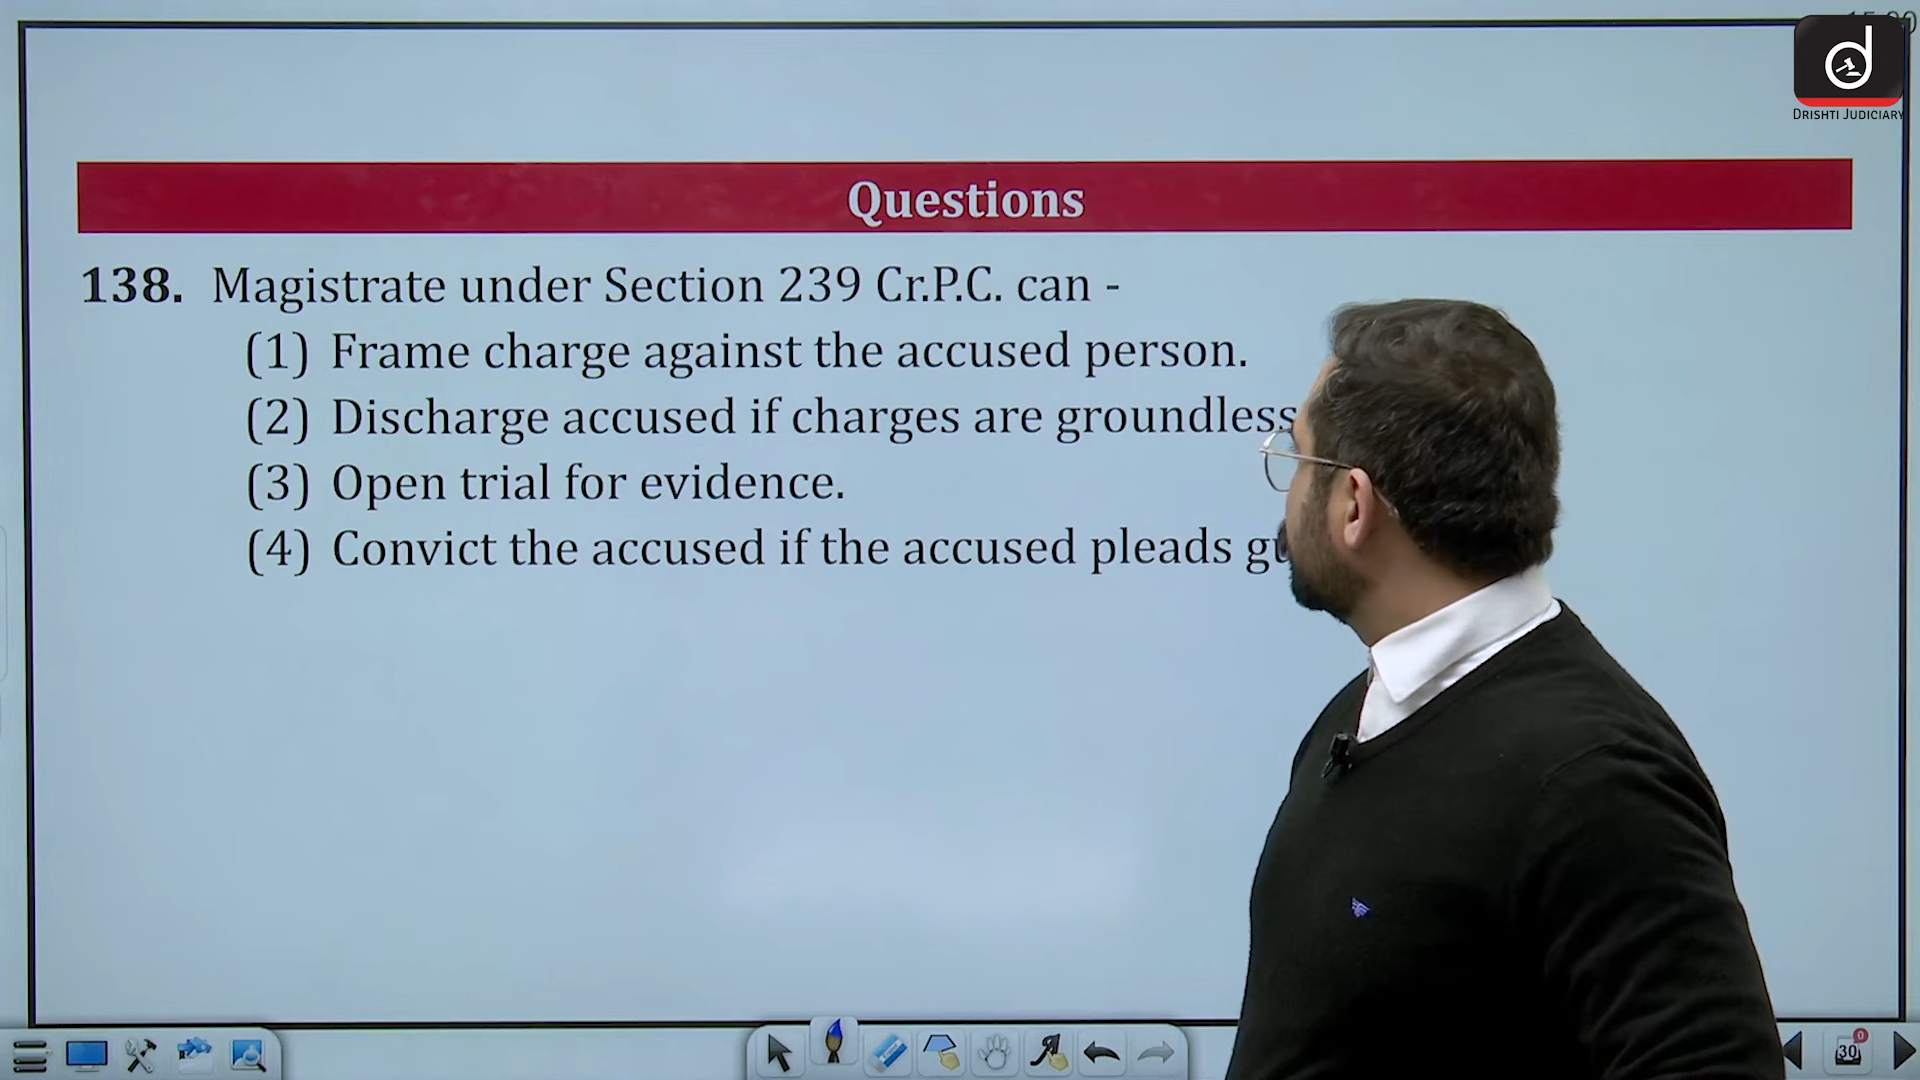 DRISHTI JUDICIARY
Questions
138. Magistrate under Section 239 Cr.P.C. can -
(1) Frame charge against the accused person.
(2) Discharge accused if charges are groundless
(3) Open trial for evidence.
(4) Convict the accused if the accused pleads
30
0